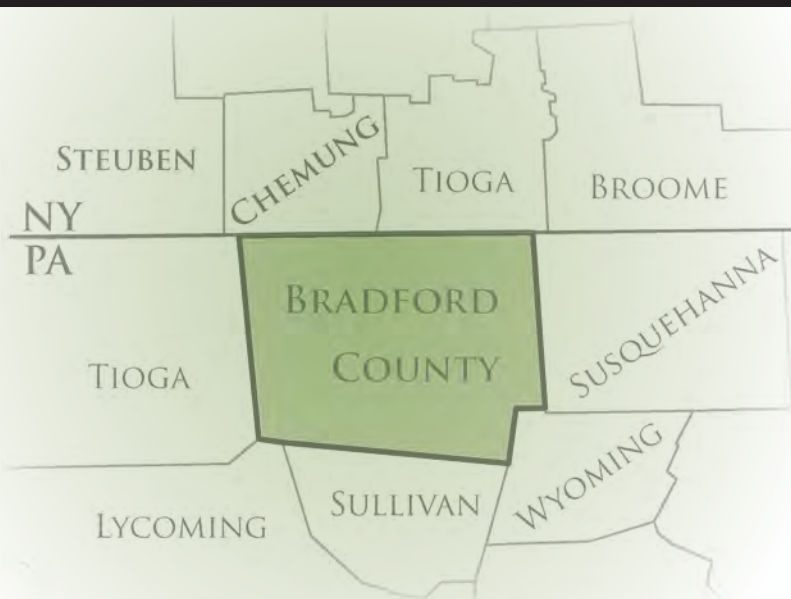 STEUBEN
CHEMUNG
TIOGA
BROOME
NY
PA
BRADFORD
COUNTY
SUSQUEHANNA
TIOGA
WYOMING
SULLIVAN
LYCOMING